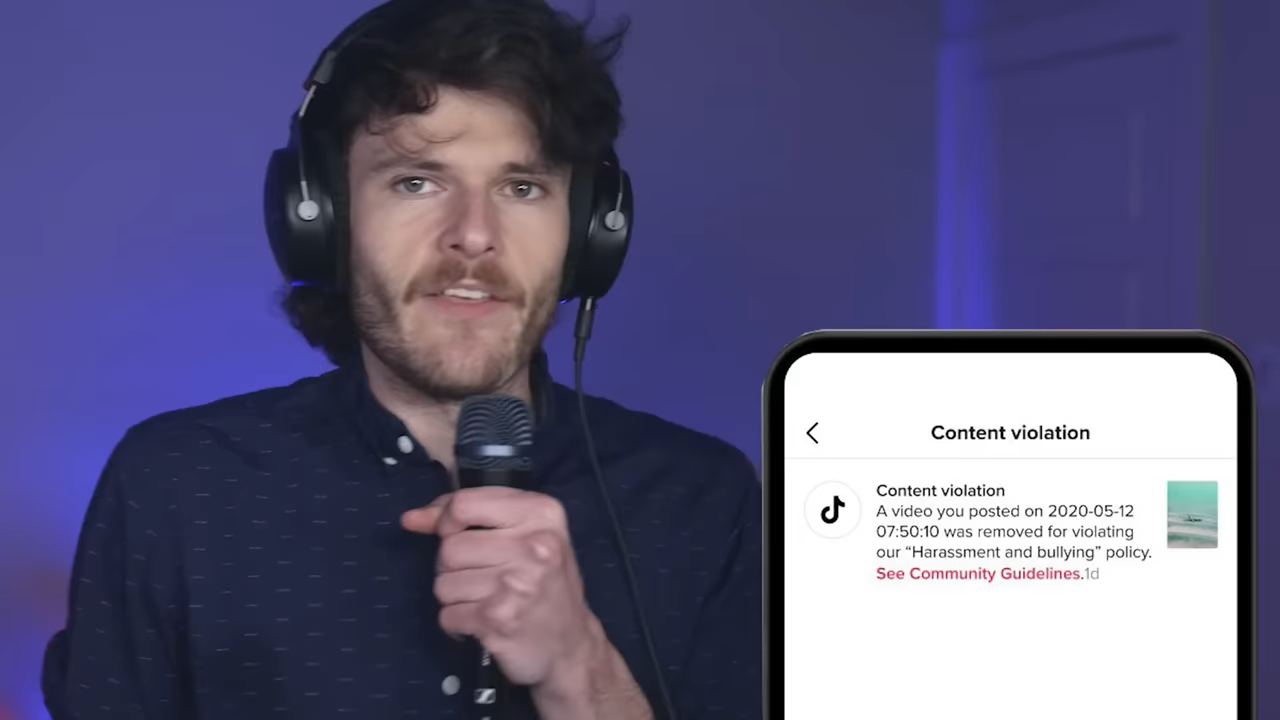 Content violation
Content violation
A video you posted on 2020-05-12
07:50:10 was removed for violating
our “Harassment and bullying” policy.
See Community Guidelines.1d